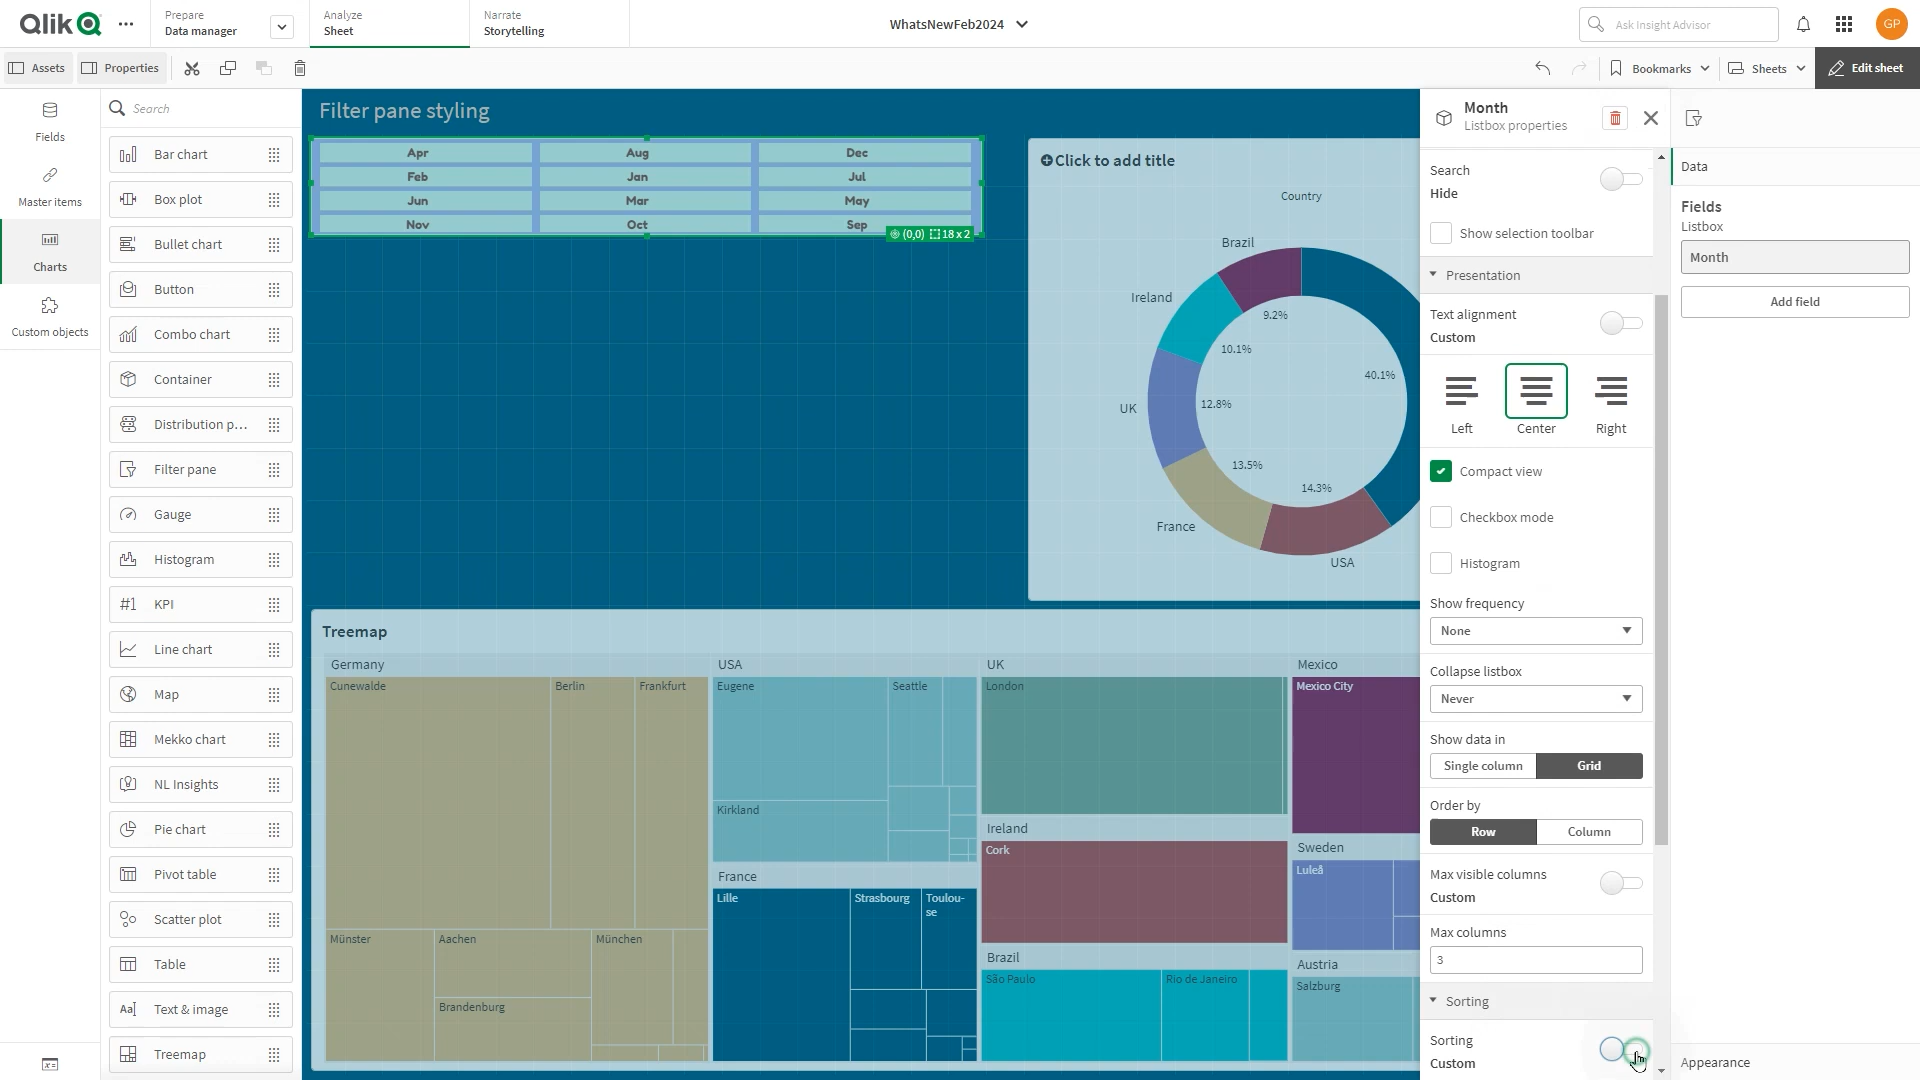 Qlik
Prepare
Data manager
Analyze
Sheet
Narrate
Storytelling
WhatsNewFeb2024
Ask Insight Advisor
GP
Assets
Properties
Bookmarks
Sheets
Edit sheet
Fields
Master items
Charts
Custom objects
Search
Bar chart
Box plot
Bullet chart
Button
Combo chart
Container
Distribution p...
Filter pane
Gauge
Histogram
#1 KPI
Line chart
Map
Mekko chart
NL Insights
Pie chart
Pivot table
Scatter plot
Table
Aa Text & image
Treemap
Filter pane styling
Apr Aug Dec
Feb Jan Jul
Jun Mar May
Nov Oct Sep
(0,0) 18 x 2
Click to add title
Country
Brazil
Ireland
UK
France
USA
9.2%
10.1%
40.1%
12.8%
13.5%
14.3%
Treemap
Germany
Cunewalde
Berlin
Frankfurt
Münster
Aachen
München
Brandenburg
USA
Eugene
Seattle
Kirkland
France
Lille
Strasbourg
Toulou-
se
UK
London
Ireland
Cork
Brazil
São Paulo
Rio de Janeiro
Mexico
Mexico City
Sweden
Luleå
Austria
Salzburg
Month
Listbox properties
Search
Hide
Show selection toolbar
Presentation
Text alignment
Custom
Left
Center
Right
Compact view
Checkbox mode
Histogram
Show frequency
None
Collapse listbox
Never
Show data in
Single column
Grid
Order by
Row
Column
Max visible columns
Custom
Max columns
3
Sorting
Sorting
Custom
Data
Fields
Listbox
Month
Add field
Appearance